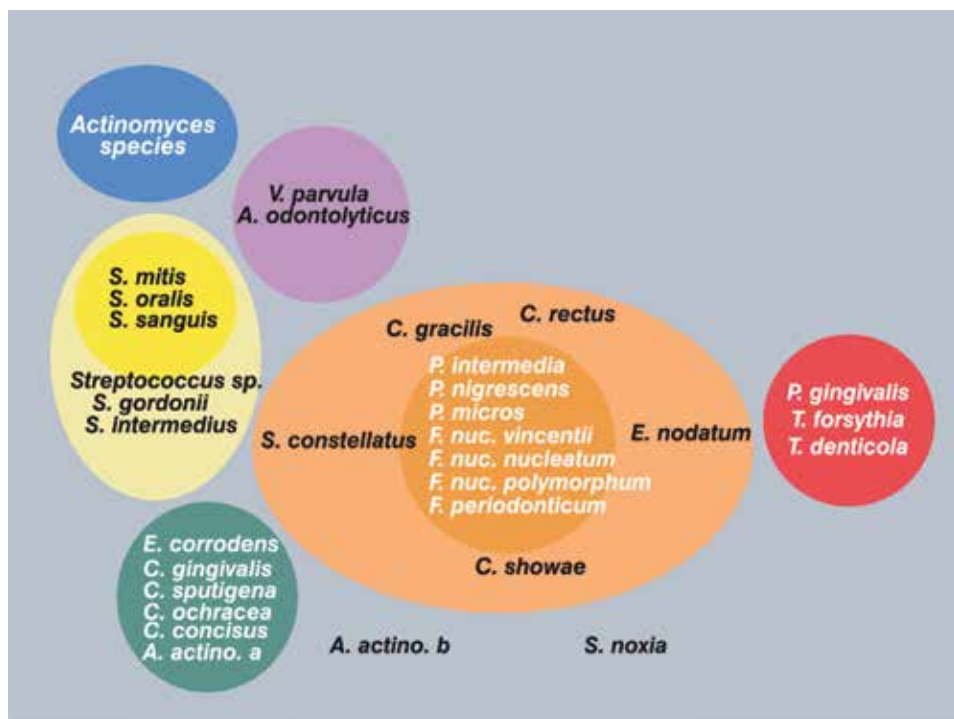 Actinomyces
species
V. parvula
A. odontolyticus
S. mitis
S. oralis
S. sanguis
Streptococcus sp.
S. gordonii
S. Intermedius
C. gracilis
C. rectus
P. intermedia
P. nigrescens
P. micros
F. nuc. vincentii
F. nuc. nucleatum
F. nuc. polymorphum
F. periodonticum
S. constellatus
E. nodatum
C. showae
P. gingivalis
T. forsythia
T. denticola
E. corrodens
C. gingivalis
C. sputigena
C. ochracea
C. concisus
A. actino. a
A. actino. b
S. noxia